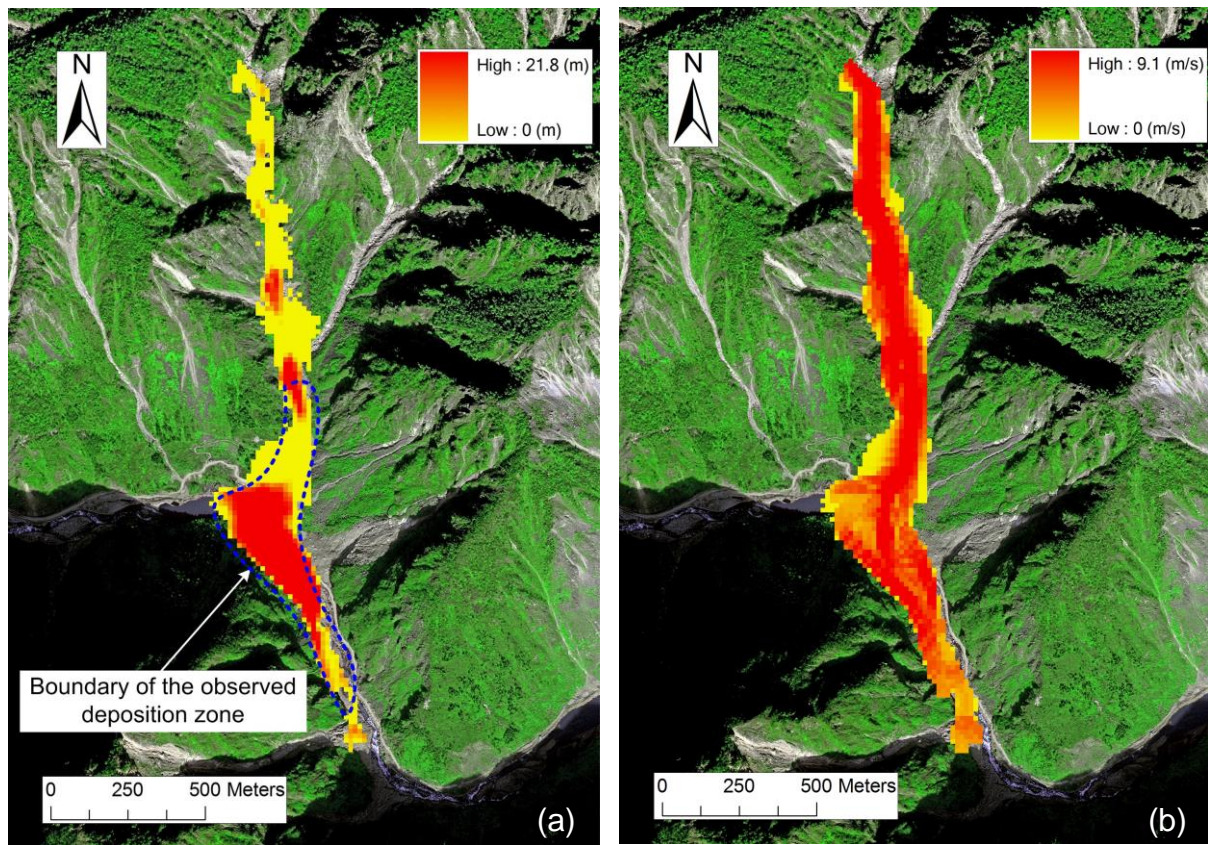 N
High : 21.8 (m)
Low : 0 (m)
Boundary of the observed
deposition zone
0 250 500 Meters
(a)
N
High : 9.1 (m/s)
Low : 0 (m/s)
0 250 500 Meters
(b)